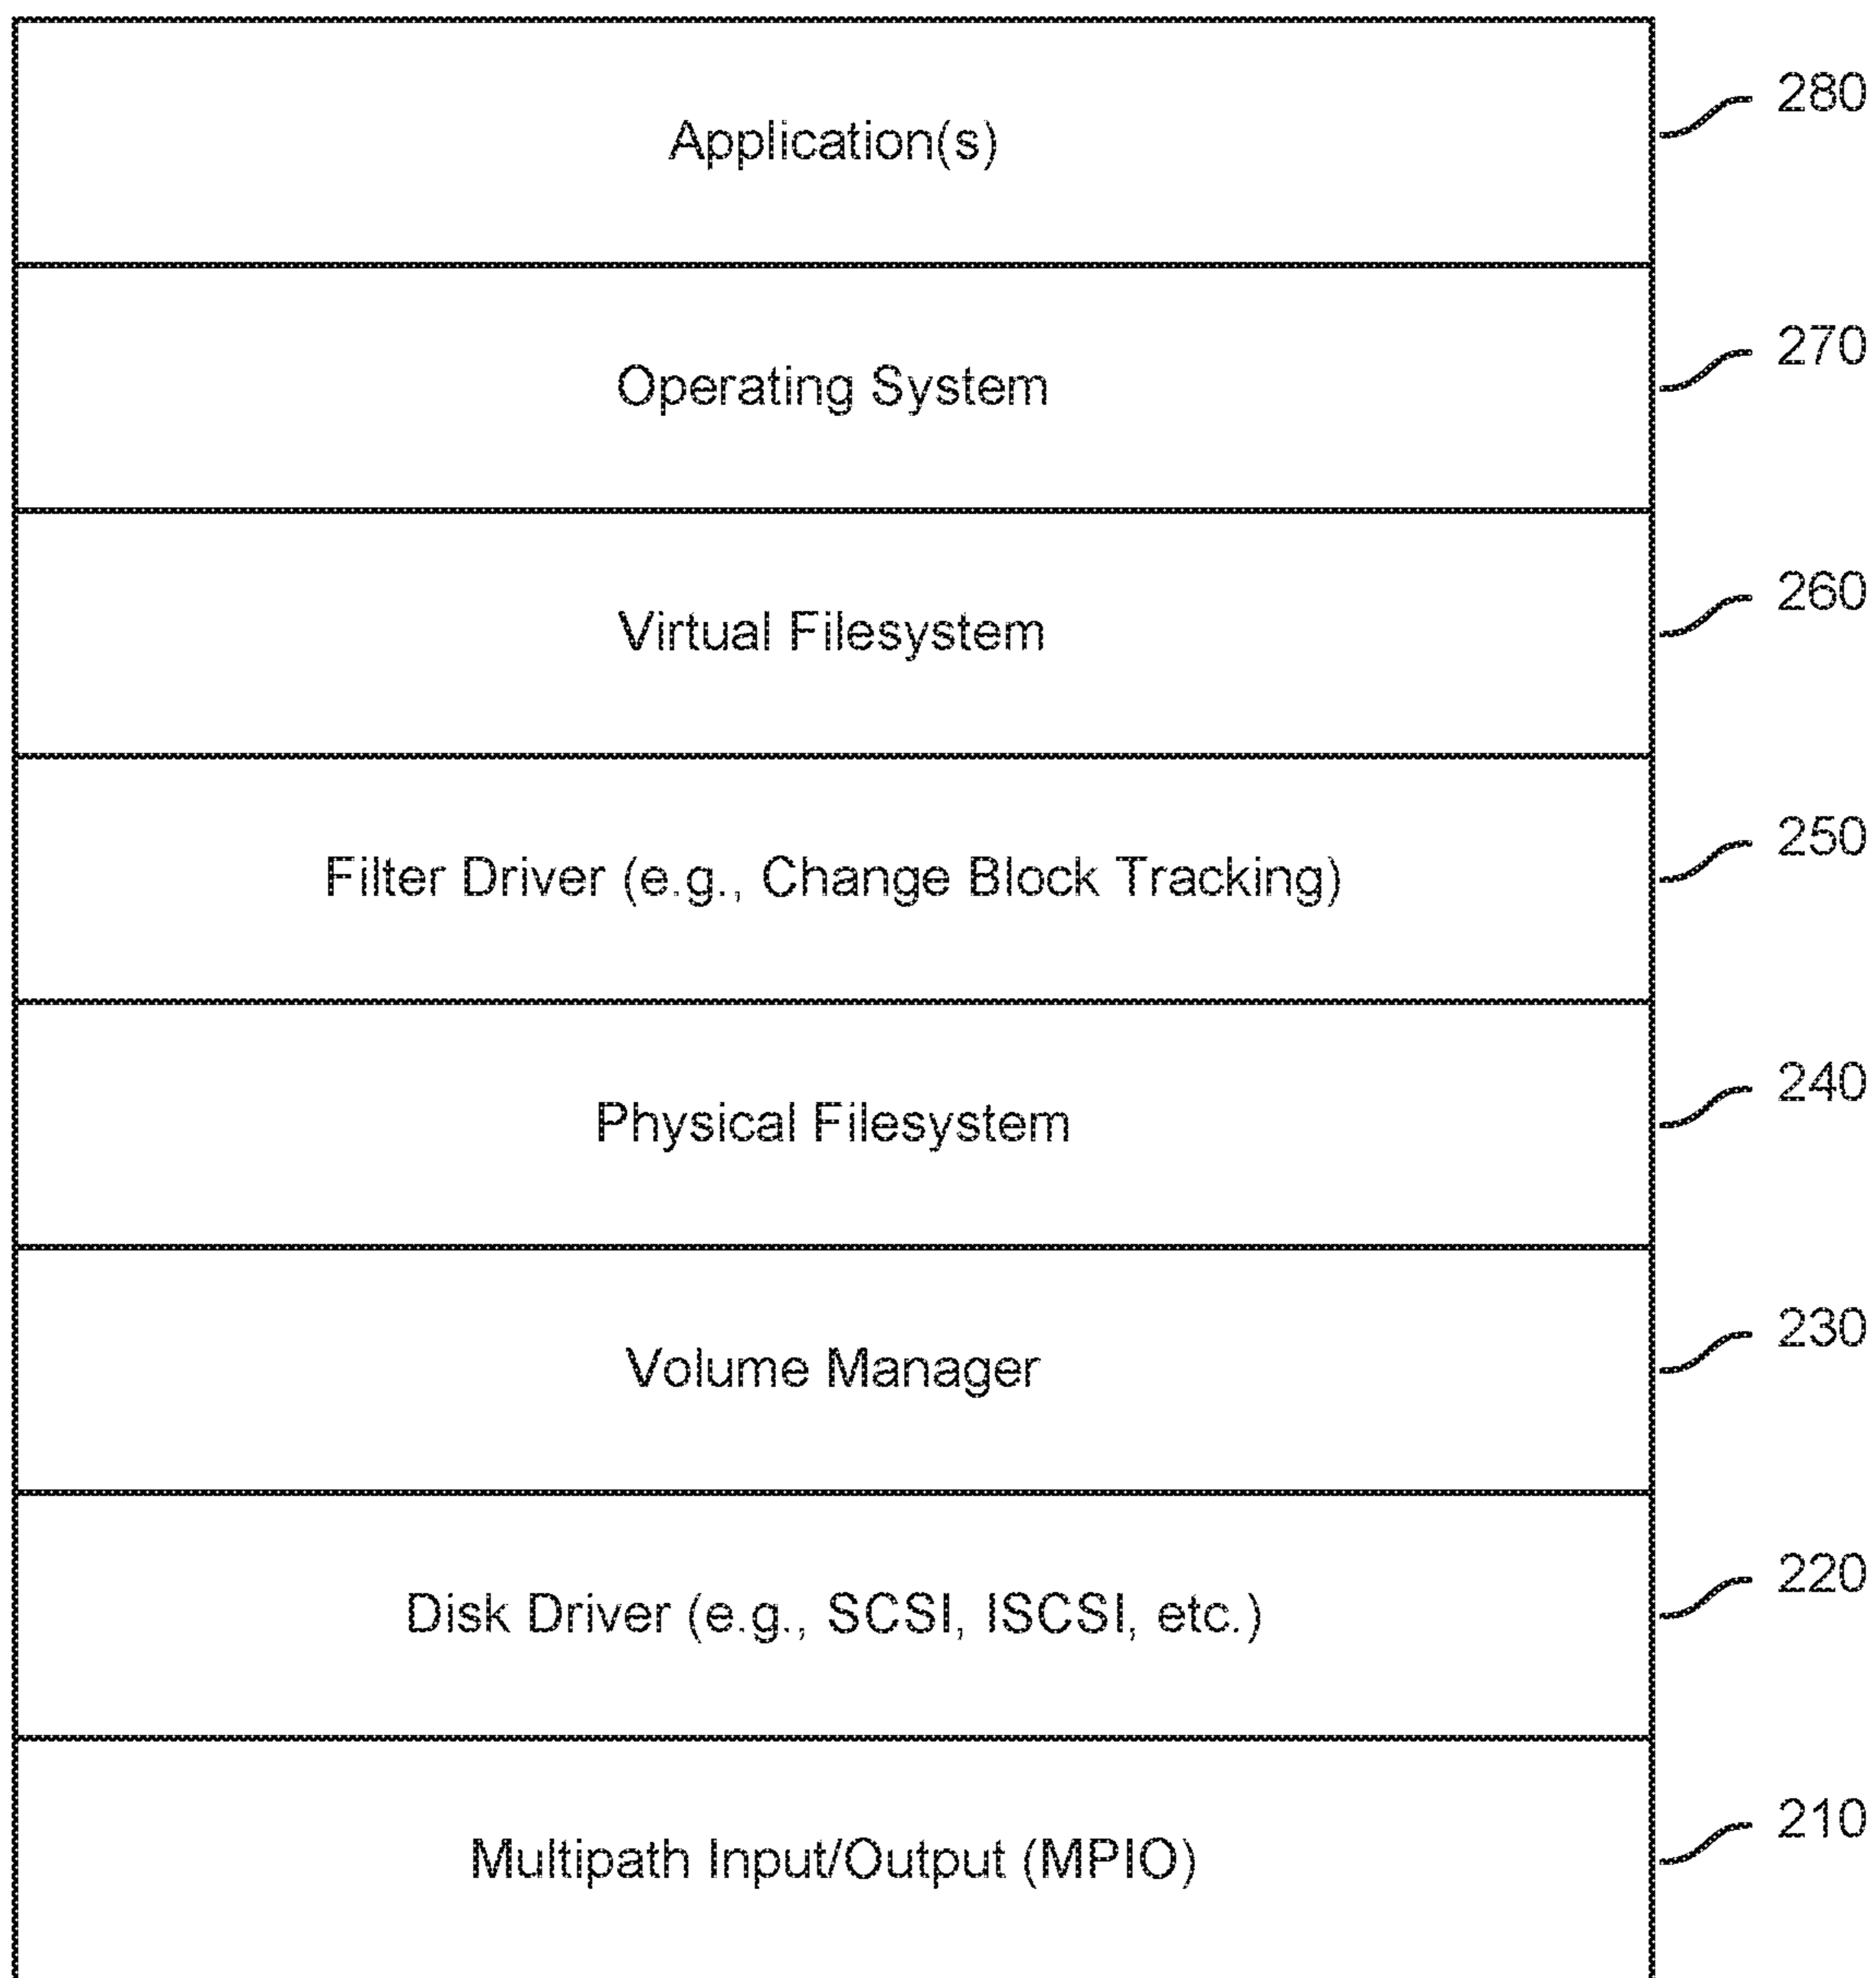 Application(s)
280
Operating System
270
Virtual Filesystem
260
Filter Driver (e.g., Change Block Tracking)
250
Physical Filesystem
240
Volume Manager
230
Disk Driver (e.g., SCSI, ISCSI, etc.)
220
Multipath Input/Output (MPIO)
210